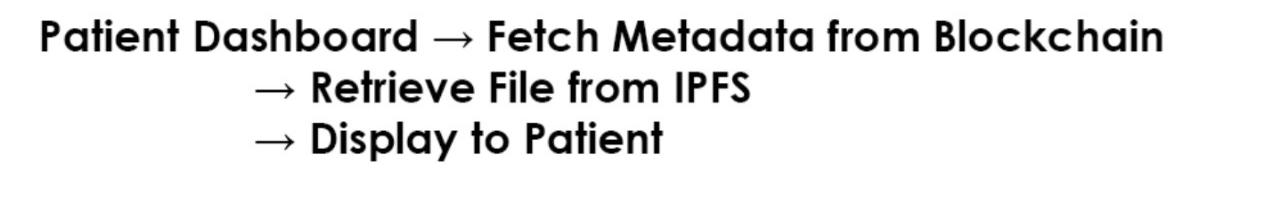 Patient Dashboard → Fetch Metadata from Blockchain
→ Retrieve File from IPFS
→ Display to Patient